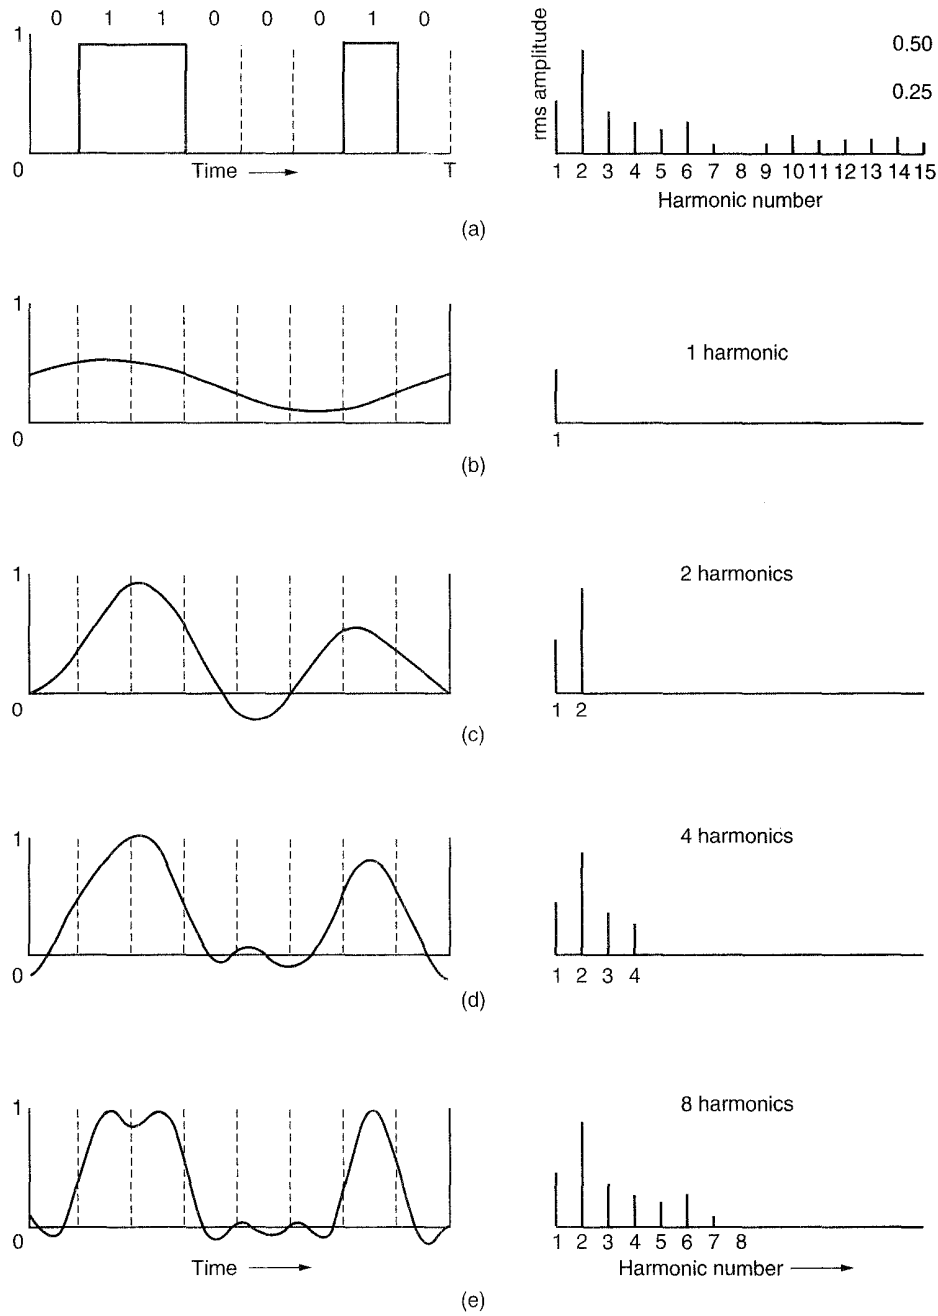 0 1 1 0 0 0 1 0
1
0
Time
T
rms amplitude
0.50
0.25
1 2 3 4 5 6 7 8 9 10 11 12 13 14 15
Harmonic number
(a)
1
0
1 harmonic
1
(b)
1
0
2 harmonics
1 2
(c)
1
0
4 harmonics
1 2 3 4
(d)
1
0
Time
8 harmonics
1 2 3 4 5 6 7 8
Harmonic number
(e)